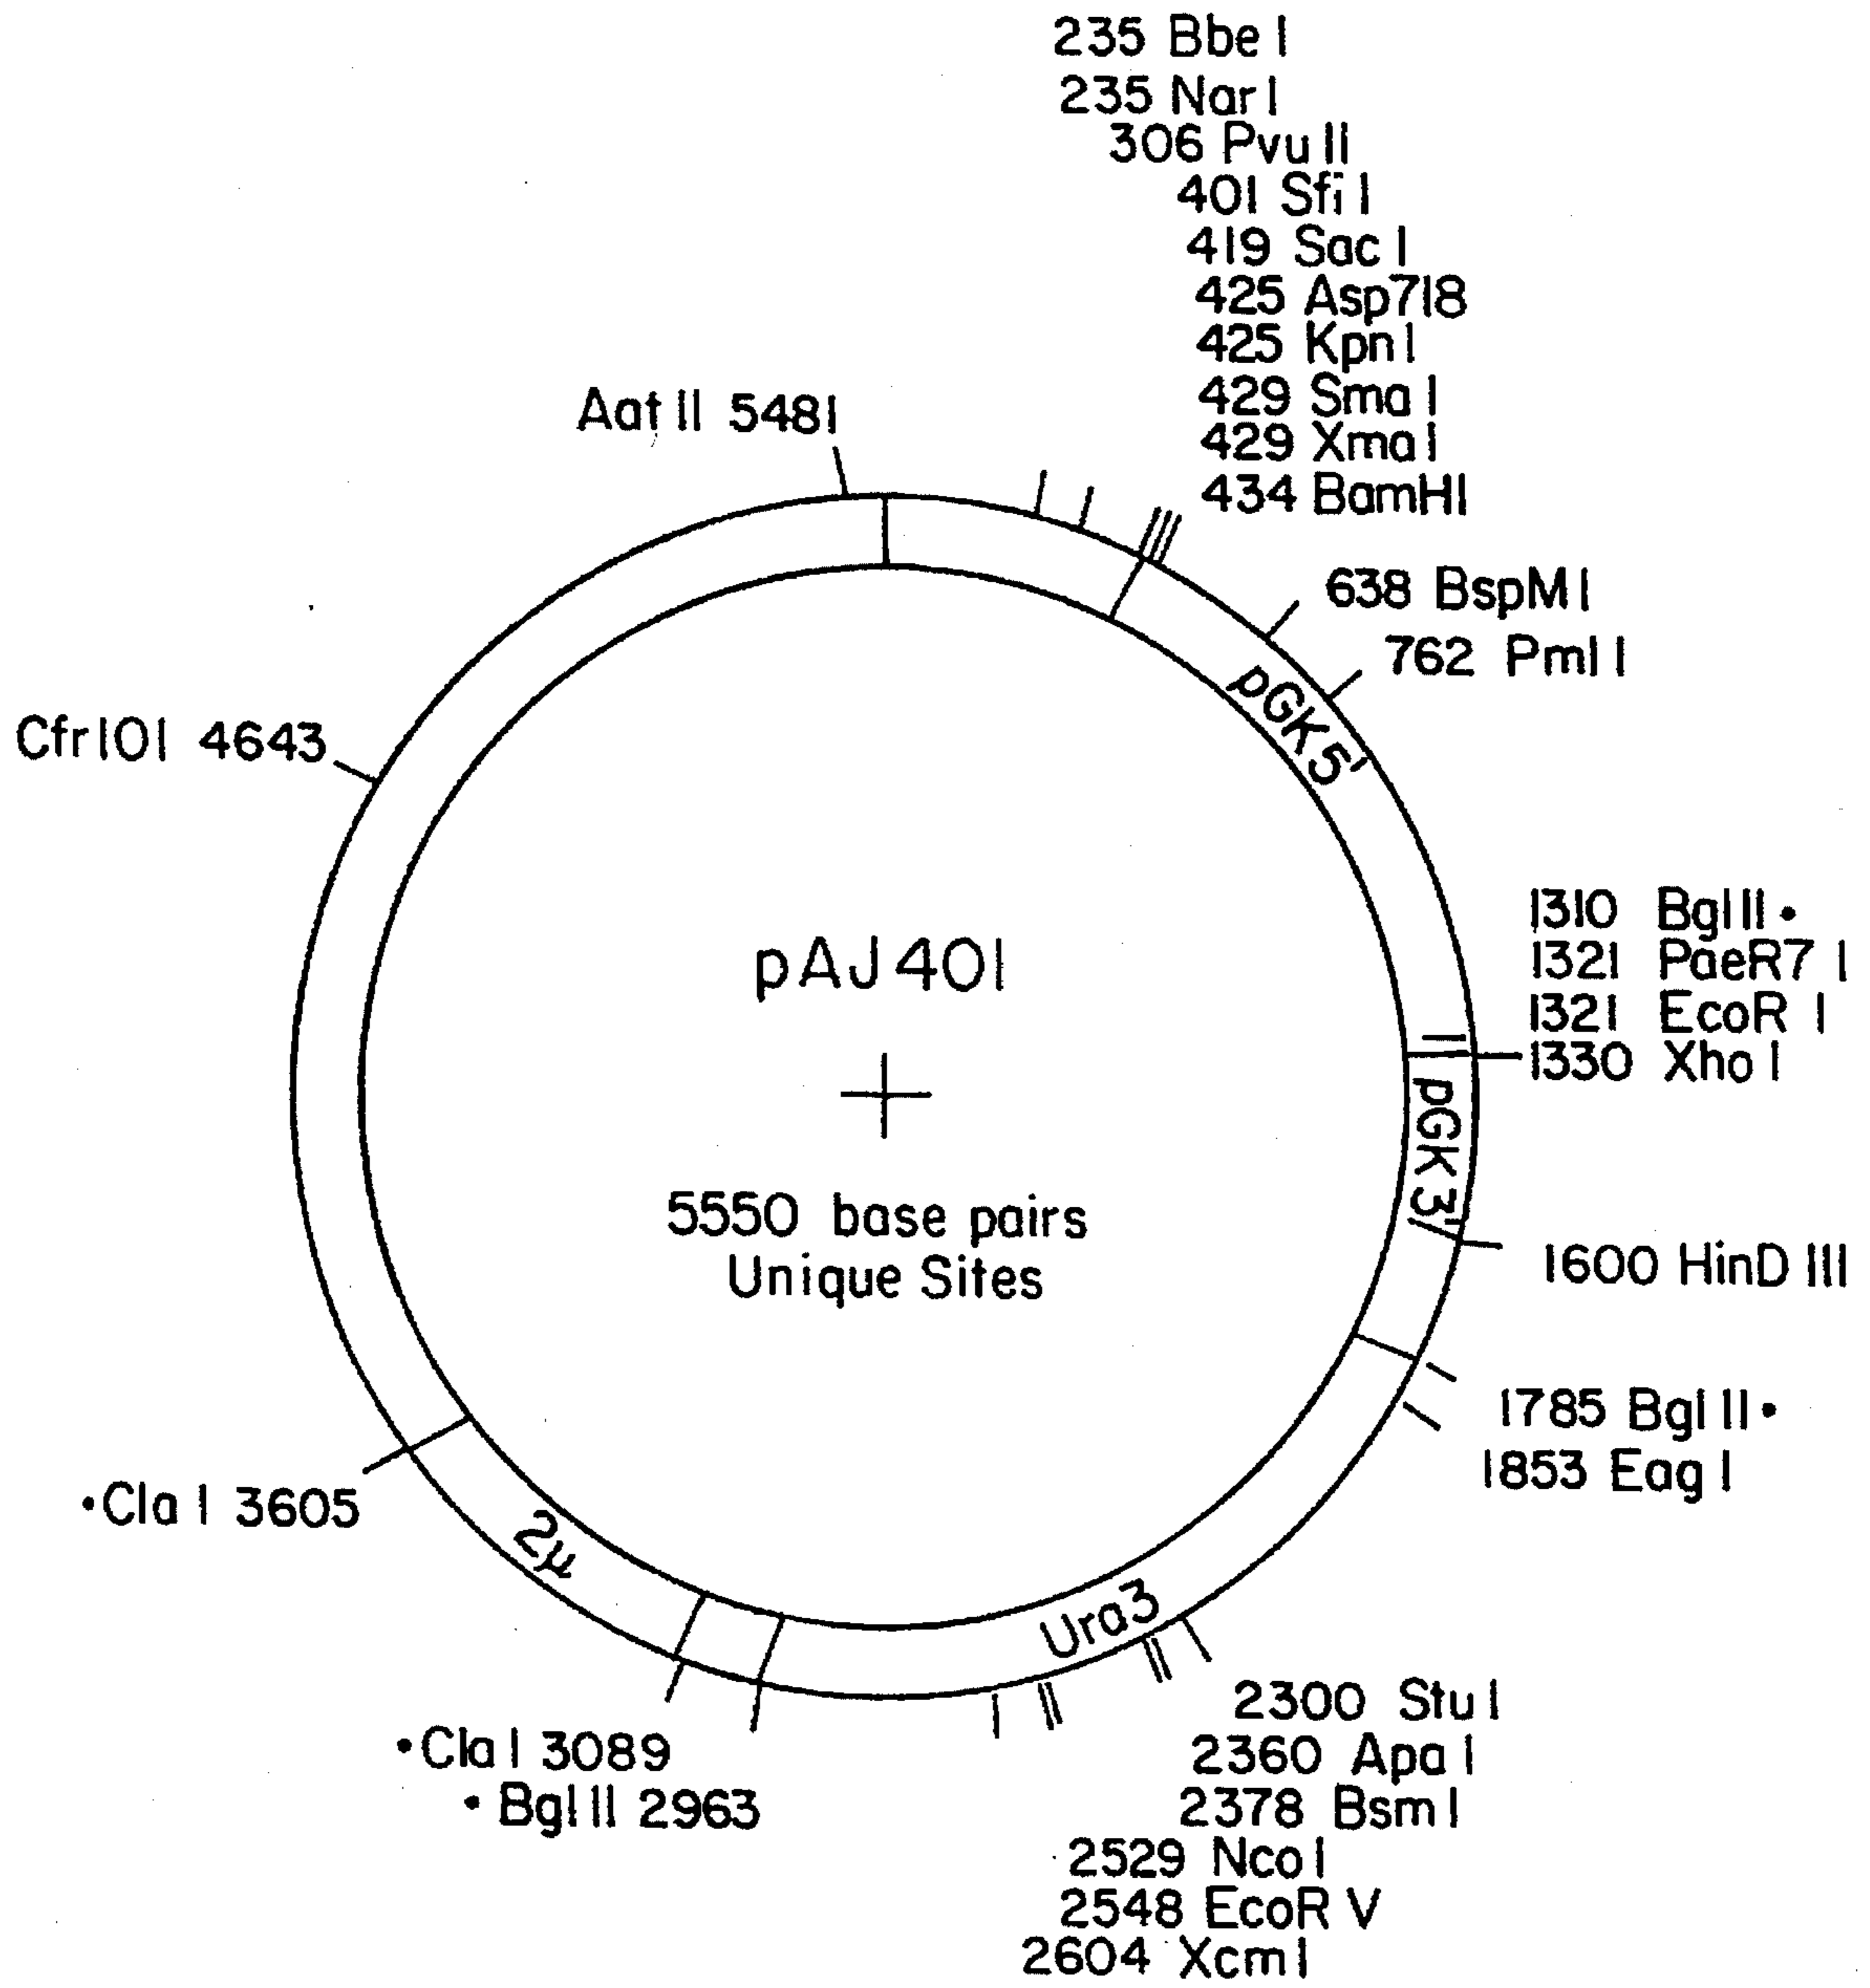 235 Bbe I
235 Nar I
306 Pvu II
401 Sfi I
419 Sac I
425 Asp718
425 Kpn I
429 Sma I
429 Xma I
434 BamHI
Aat II 5481
638 BspM I
762 Pml I
pGK5'
Cfr10I 4643
1310 Bgl II •
1321 PaeR7 I
1321 EcoR I
1330 Xho I
pAJ401
pGK3'
5550 base pairs
Unique Sites
1600 HinD III
1785 Bgl II •
1853 Eag I
•Cla I 3605
2μ
Ura3
2300 Stu I
•Cla I 3089
2360 Apa I
• Bgl II 2963
2378 Bsm I
2529 Nco I
2548 EcoR V
2604 Xcm I